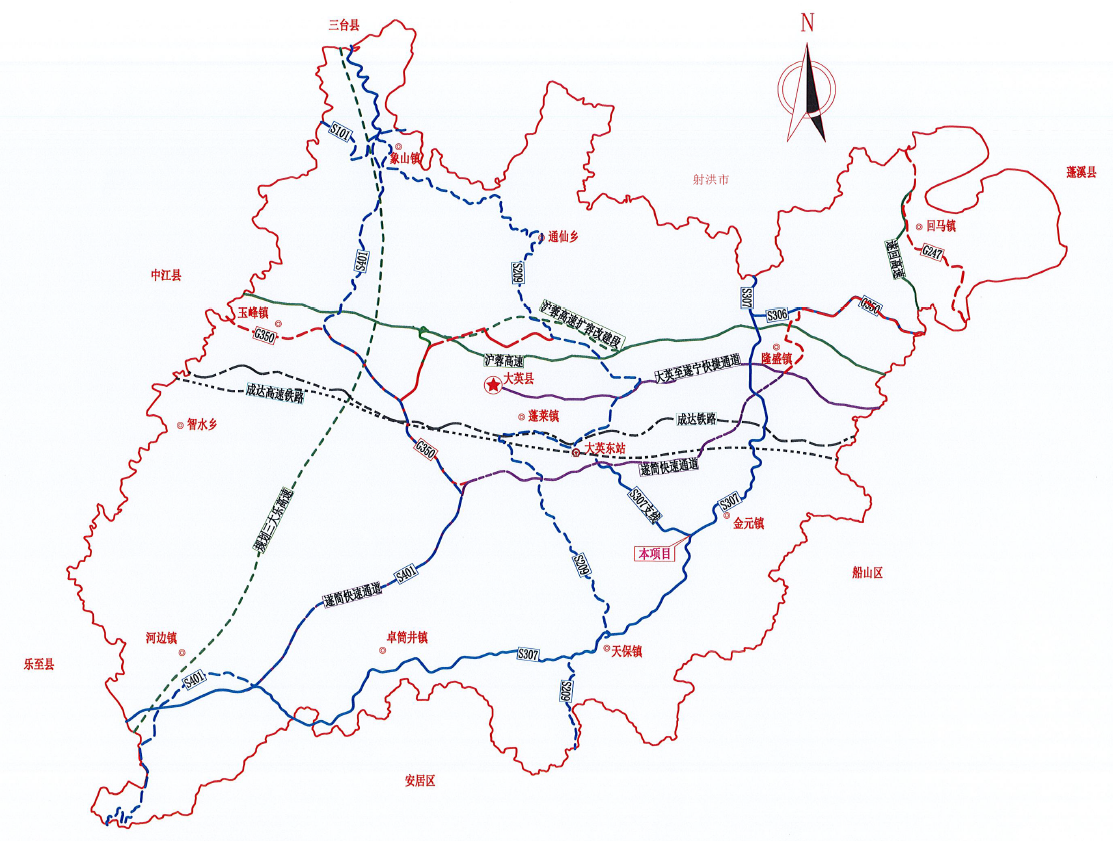 三台县
N
S101
象山镇
射洪市
蓬溪县
通仙乡
回马镇
S401
S209
遂回高速
G247
中江县
S307
玉峰镇
沪蓉高速扩容改建段
S306
G350
G350
沪蓉高速
隆盛镇
大英至遂宁快捷通道
大英县
成达高速铁路
蓬莱镇
成达铁路
智水乡
G350
大英东站
遂简快速通道
S307支线
S307
规划三大乐高速
金元镇
本项目
S209
S401
遂简快速通道
船山区
河边镇
卓筒井镇
S307
天保镇
乐至县
S401
S209
安居区